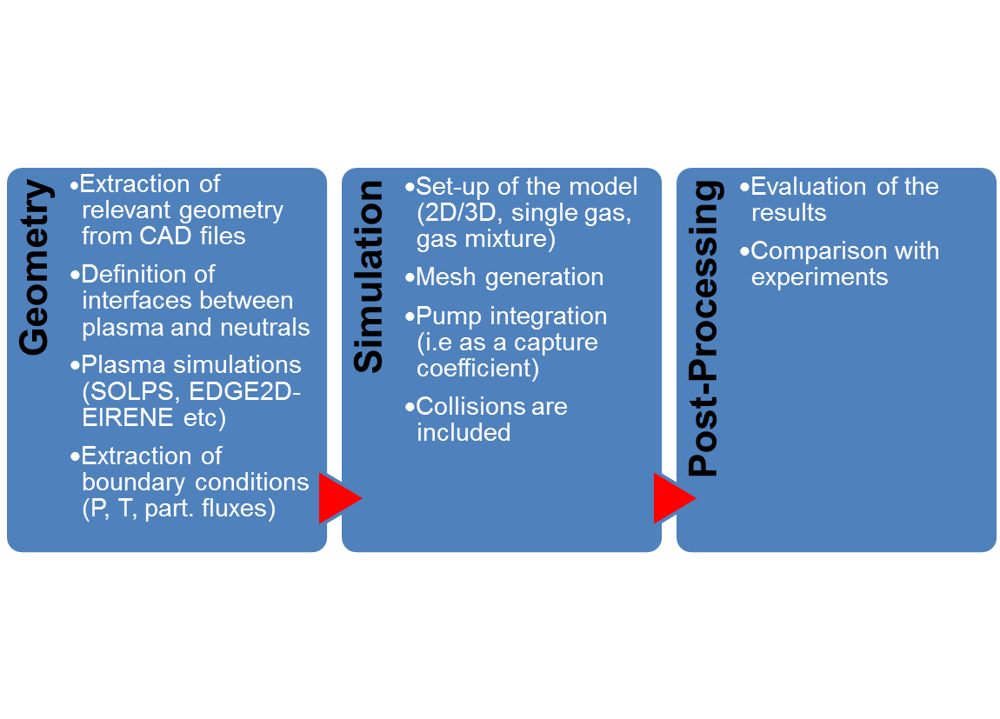 Geometry
•Extraction of
relevant geometry
from CAD files
•Definition of
interfaces between
plasma and neutrals
•Plasma simulations
(SOLPS, EDGE2D-
EIRENE etc)
•Extraction of
boundary conditions
(P, T, part. fluxes)
Simulation
•Set-up of the model
(2D/3D, single gas,
gas mixture)
•Mesh generation
•Pump integration
(i.e as a capture
coefficient)
•Collisions are
included
Post-Processing
•Evaluation of the
results
•Comparison with
experiments